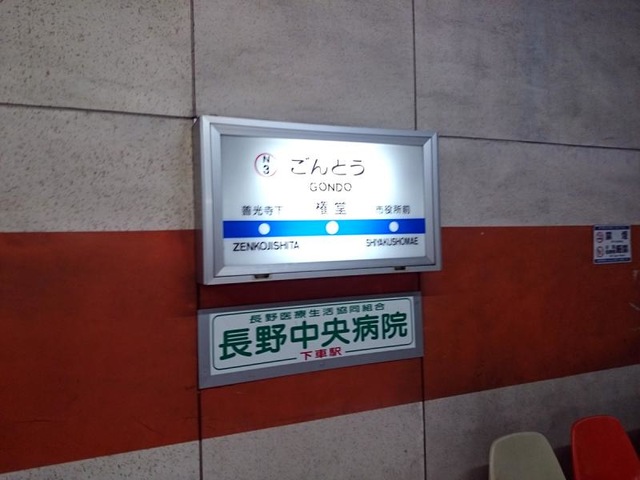 N
3
ごんとう
GONDO
善光寺下 権堂 市役所前
ZENKOJISHITA SHIYAKUSHOMAE
長野医療生活協同組合
長野中央病院
下車駅